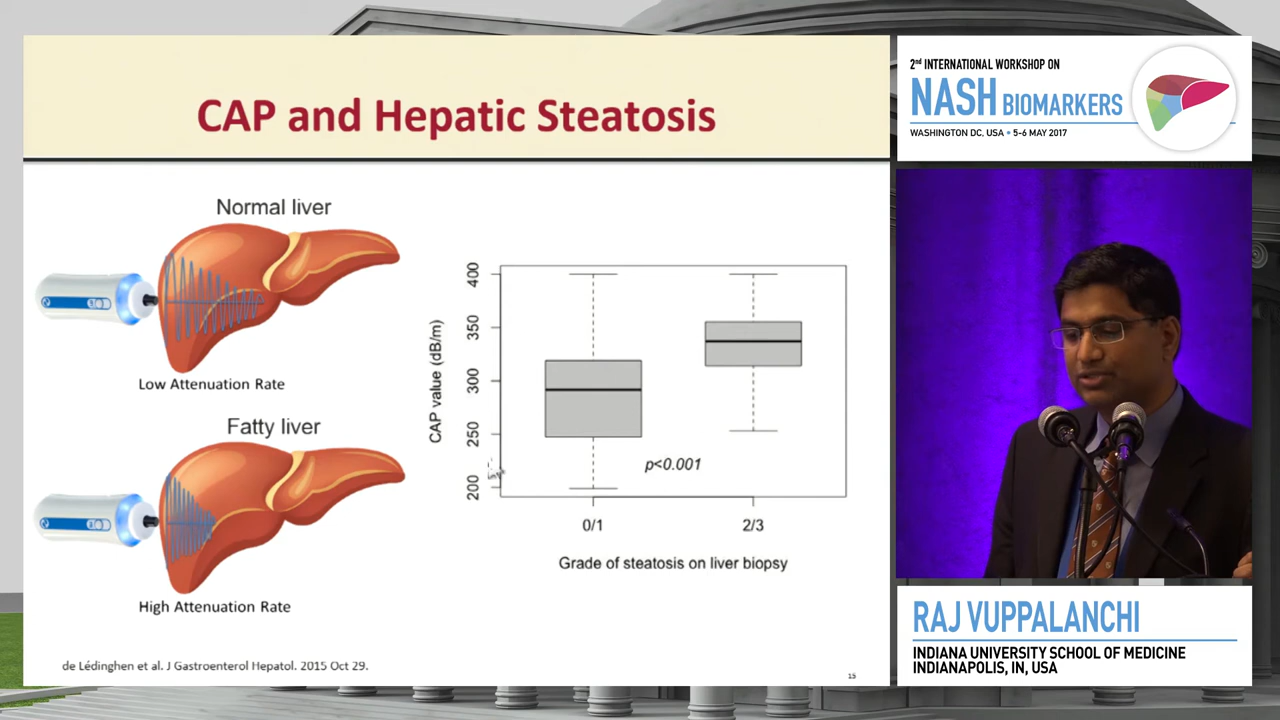 CAP and Hepatic Steatosis
Normal liver
Low Attenuation Rate
Fatty liver
High Attenuation Rate
CAP value (dB/m)
400
350
300
250
200
p<0.001
0/1
2/3
Grade of steatosis on liver biopsy
de Lédinghen et al. J Gastroenterol Hepatol. 2015 Oct 29.
15
2nd INTERNATIONAL WORKSHOP ON
NASH BIOMARKERS
WASHINGTON DC, USA • 5-6 MAY 2017
RAJ VUPPALANCHI
INDIANA UNIVERSITY SCHOOL OF MEDICINE
INDIANAPOLIS, IN, USA